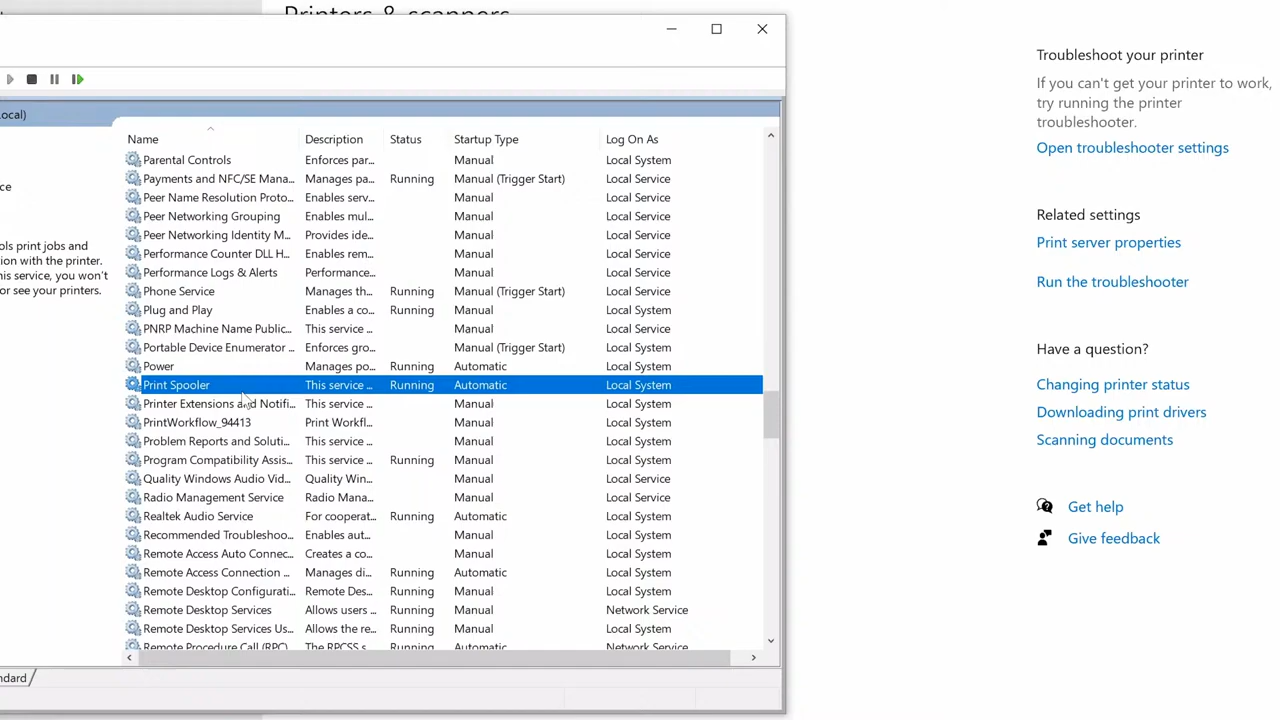 Printers & scanners
ocal)
ce
ols print jobs and
ion with the printer.
his service, you won't
or see your printers.
Name Description Status Startup Type Log On As
Parental Controls Enforces par... Manual Local System
Payments and NFC/SE Mana... Manages pa... Running Manual (Trigger Start) Local Service
Peer Name Resolution Proto... Enables serv... Manual Local Service
Peer Networking Grouping Enables mul... Manual Local Service
Peer Networking Identity M... Provides ide... Manual Local Service
Performance Counter DLL H... Enables rem... Manual Local Service
Performance Logs & Alerts Performance... Manual Local Service
Phone Service Manages th... Running Manual (Trigger Start) Local Service
Plug and Play Enables a co... Running Manual Local System
PNRP Machine Name Public... This service ... Manual Local Service
Portable Device Enumerator ... Enforces gro... Manual (Trigger Start) Local System
Power Manages po... Running Automatic Local System
Print Spooler This service ... Running Automatic Local System
Printer Extensions and Notifi... This service ... Manual Local System
PrintWorkflow_94413 Print Workfl... Manual Local System
Problem Reports and Soluti... This service ... Manual Local System
Program Compatibility Assis... This service ... Running Manual Local System
Quality Windows Audio Vid... Quality Win... Manual Local Service
Radio Management Service Radio Mana... Manual Local Service
Realtek Audio Service For cooperat... Running Automatic Local System
Recommended Troubleshoo... Enables aut... Manual Local System
Remote Access Auto Connec... Creates a co... Manual Local System
Remote Access Connection ... Manages di... Running Automatic Local System
Remote Desktop Configurati... Remote Des... Running Manual Local System
Remote Desktop Services Allows users ... Running Manual Network Service
Remote Desktop Services Us... Allows the re... Running Manual Local System
Remote Procedure Call (RPC) The RPCSS s... Running Automatic Network Service
ndard
Troubleshoot your printer
If you can't get your printer to work,
try running the printer
troubleshooter.
Open troubleshooter settings
Related settings
Print server properties
Run the troubleshooter
Have a question?
Changing printer status
Downloading print drivers
Scanning documents
Get help
Give feedback